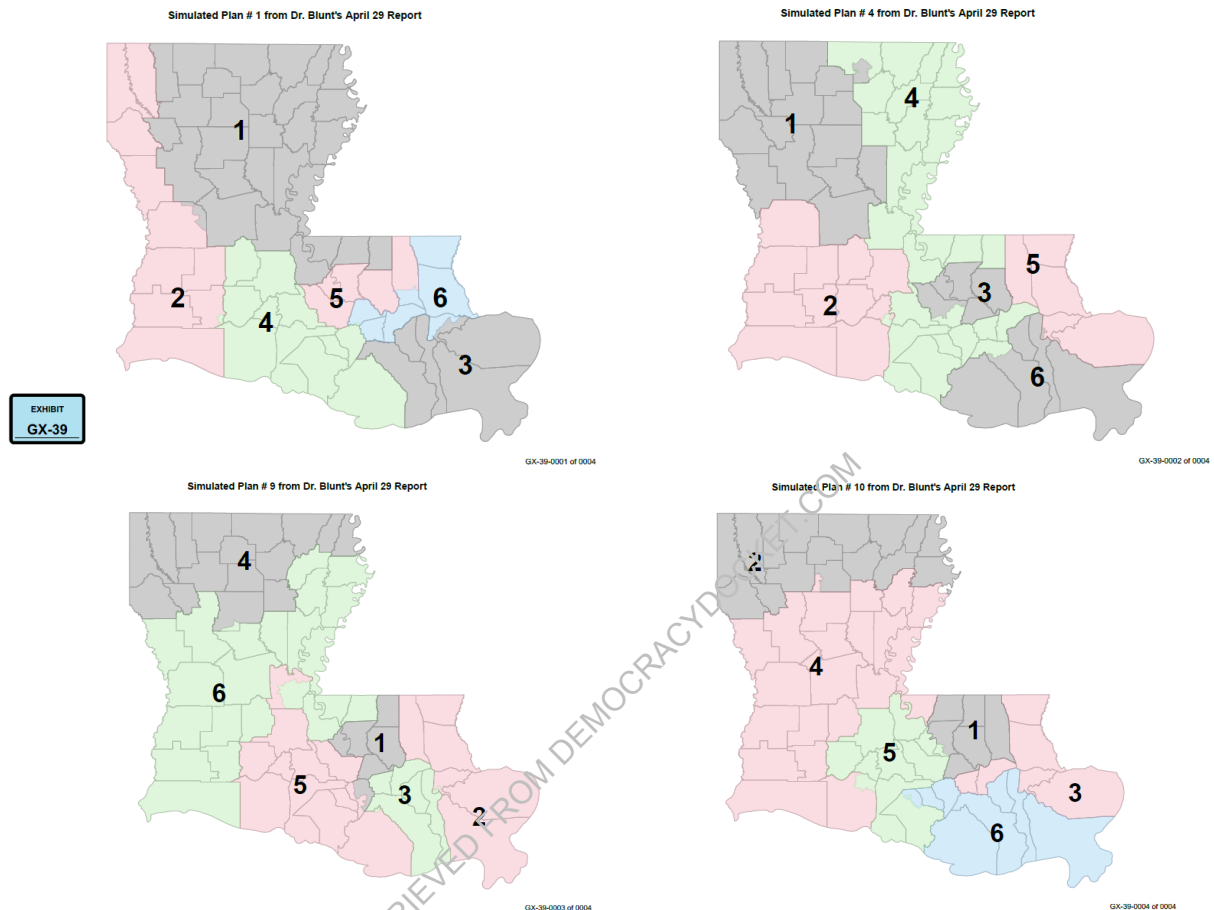 Simulated Plan # 1 from Dr. Blunt's April 29 Report
1
2
5
6
4
3
EXHIBIT
GX-39
GX-39-0001 of 0004
Simulated Plan # 4 from Dr. Blunt's April 29 Report
4
1
5
3
2
6
GX-39-0002 of 0004
Simulated Plan # 9 from Dr. Blunt's April 29 Report
4
6
1
5
3
2
GX-39-0003 of 0004
Simulated Plan # 10 from Dr. Blunt's April 29 Report
2
4
1
5
3
6
GX-39-0004 of 0004
RIEVED FROM DEMOCRACYDOCKET.COM